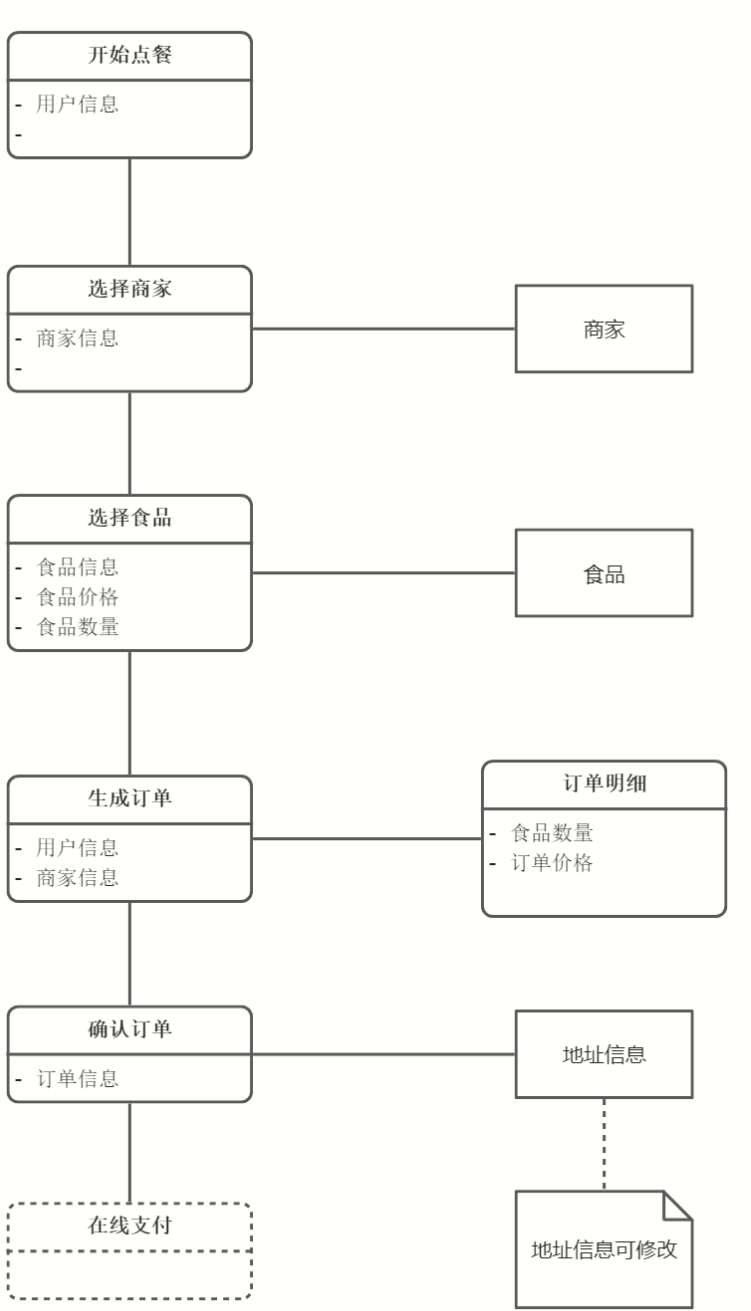 开始点餐
- 用户信息
-
选择商家
- 商家信息
-
商家
选择食品
- 食品信息
- 食品价格
- 食品数量
食品
生成订单
- 用户信息
- 商家信息
订单明细
- 食品数量
- 订单价格
确认订单
- 订单信息
地址信息
在线支付
地址信息可修改